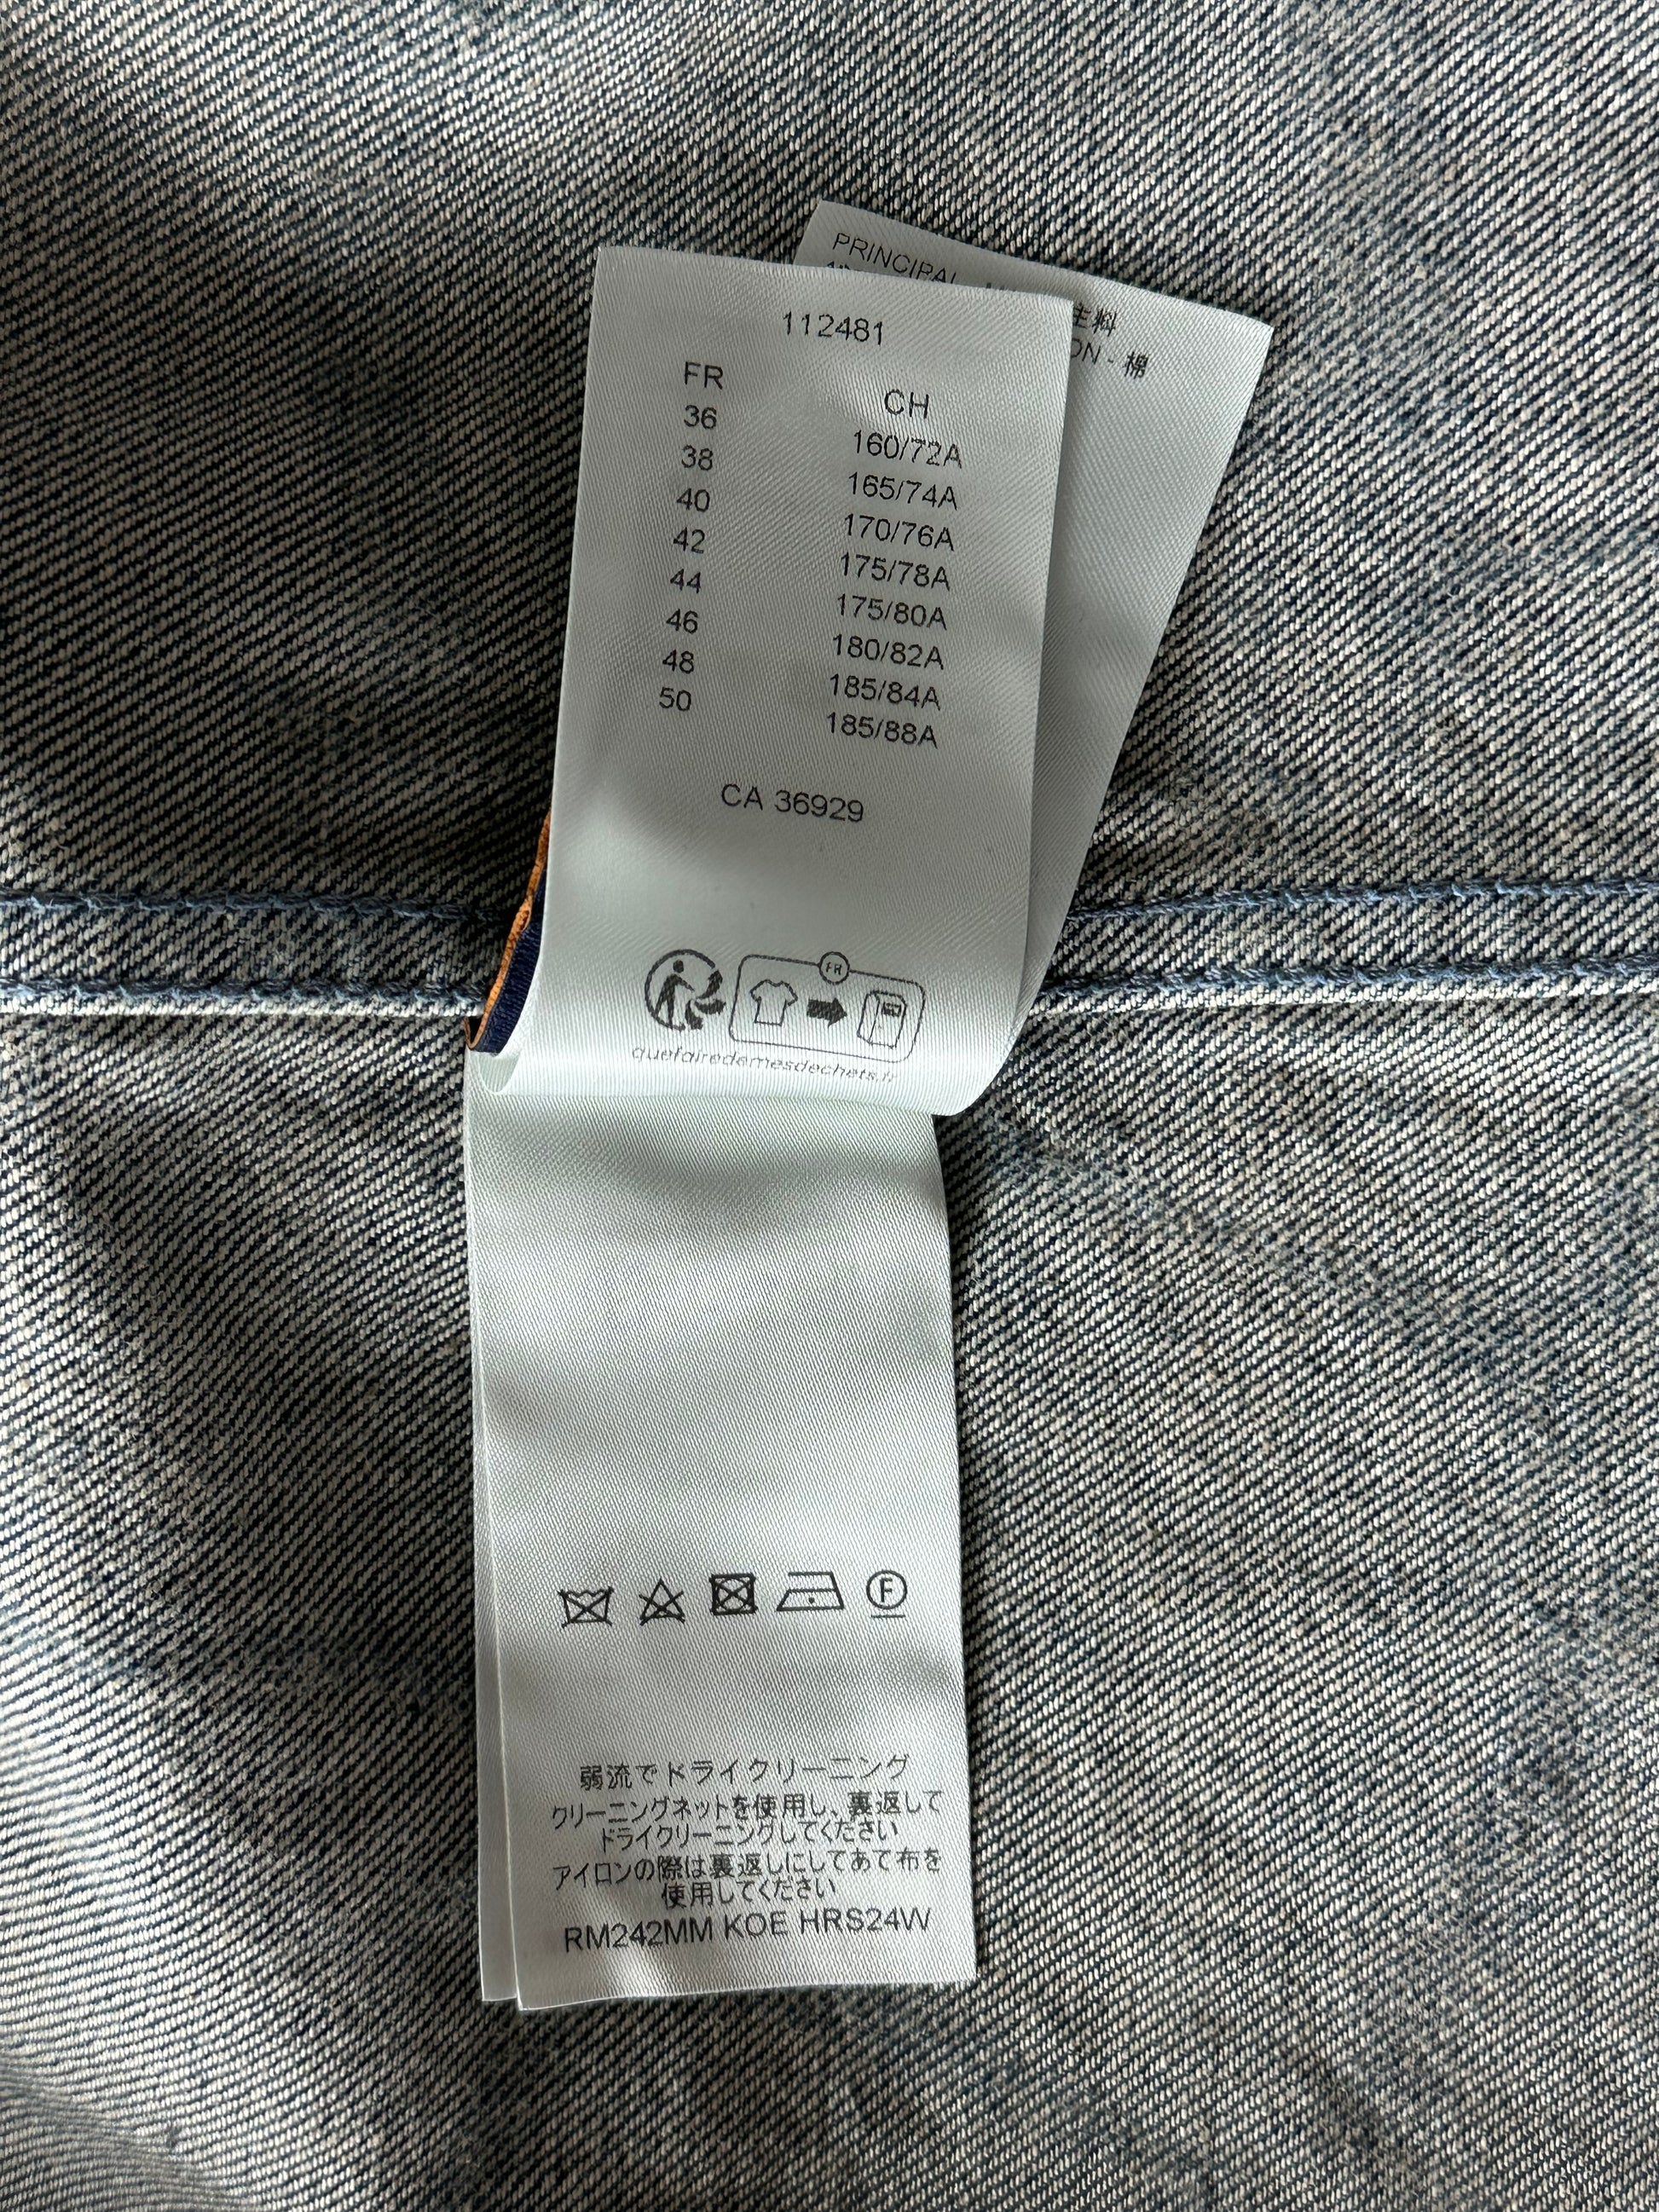 PRINCIPAL
主料
- 棉
112481
FR CH
36 160/72A
38 165/74A
40 170/76A
42 175/78A
44 175/80A
46 180/82A
48 185/84A
50 185/88A
CA 36929
FR
quefairedemesdechets.fr
F
弱流でドライクリーニング
クリーニングネットを使用し、裏返して
ドライクリーニングしてください
アイロンの際は裏返しにしてあて布を
使用してください
RM242MM KOE HRS24W